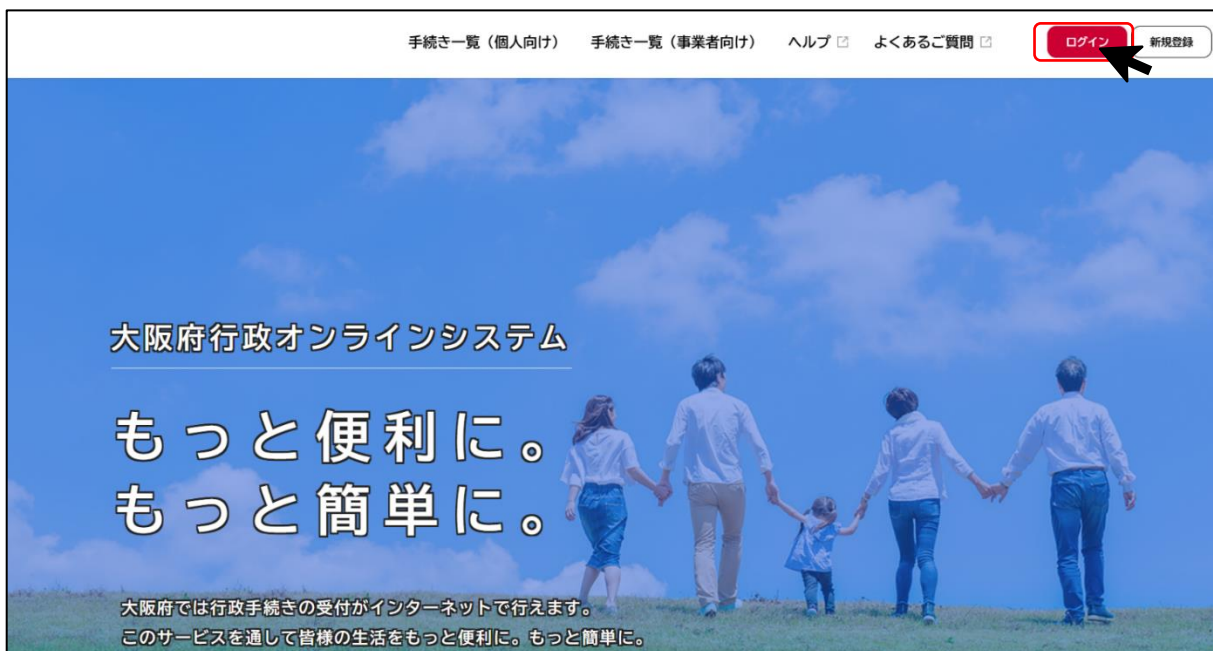 手続き一覧（個人向け） 手続き一覧（事業者向け） ヘルプ よくあるご質問 ログイン 新規登録
大阪府行政オンラインシステム
もっと便利に。
もっと簡単に。
大阪府では行政手続きの受付がインターネットで行えます。
このサービスを通して皆様の生活をもっと便利に。もっと簡単に。